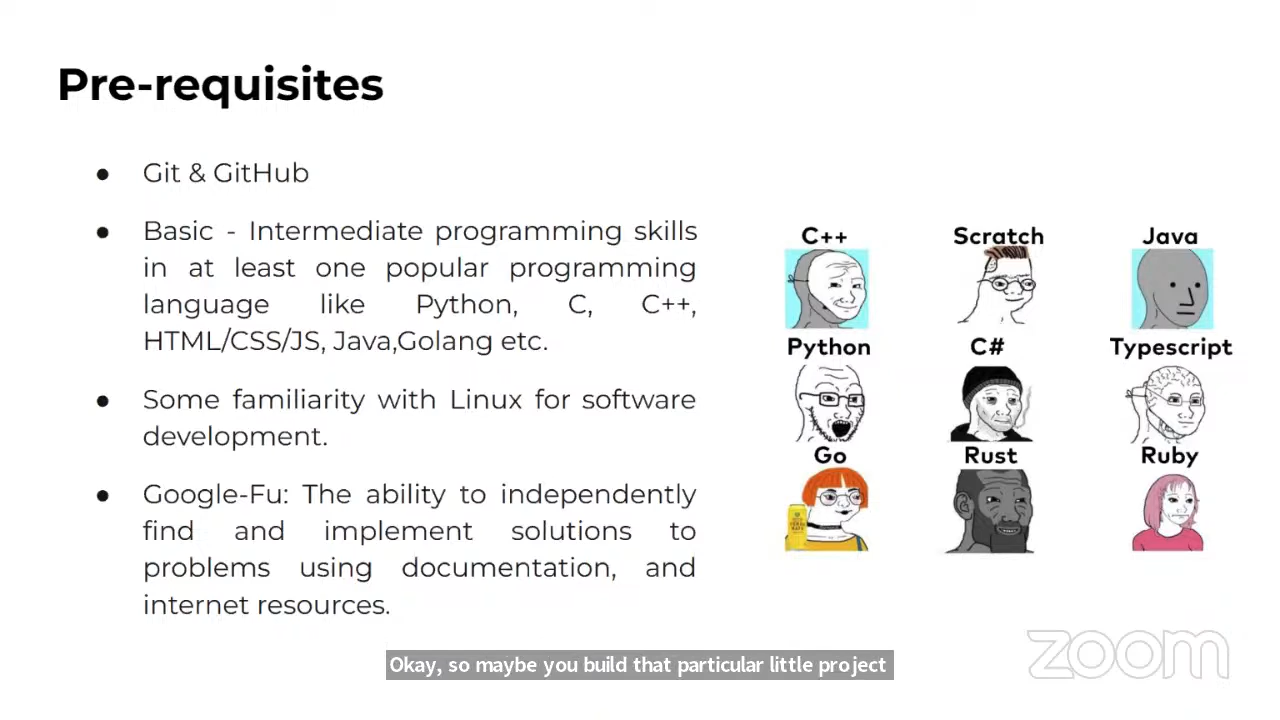 Pre-requisites
● Git & GitHub
● Basic - Intermediate programming skills
in at least one popular programming
language like Python, C, C++,
HTML/CSS/JS, Java,Golang etc.
● Some familiarity with Linux for software
development.
● Google-Fu: The ability to independently
find and implement solutions to
problems using documentation, and
internet resources.
C++ Scratch Java
Python C# Typescript
Go Rust Ruby
Okay, so maybe you build that particular little project
zoom